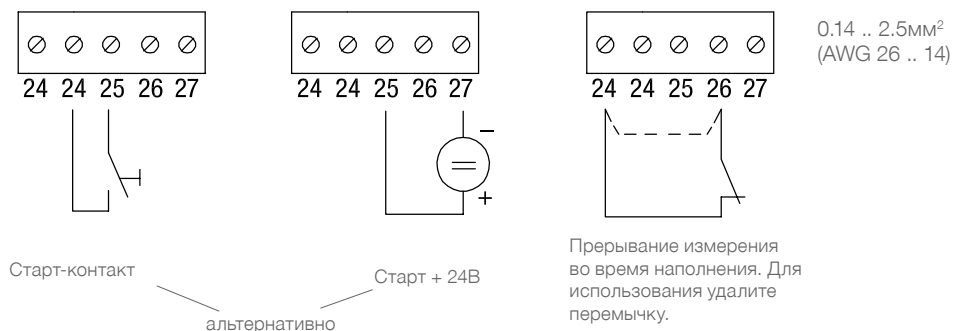 0.14 .. 2.5мм²
(AWG 26 .. 14)
24 24 25 26 27
24 24 25 26 27
24 24 25 26 27
−
+
Старт-контакт
Старт + 24В
альтернативно
Прерывание измерения
во время наполнения. Для
использования удалите
перемычку.